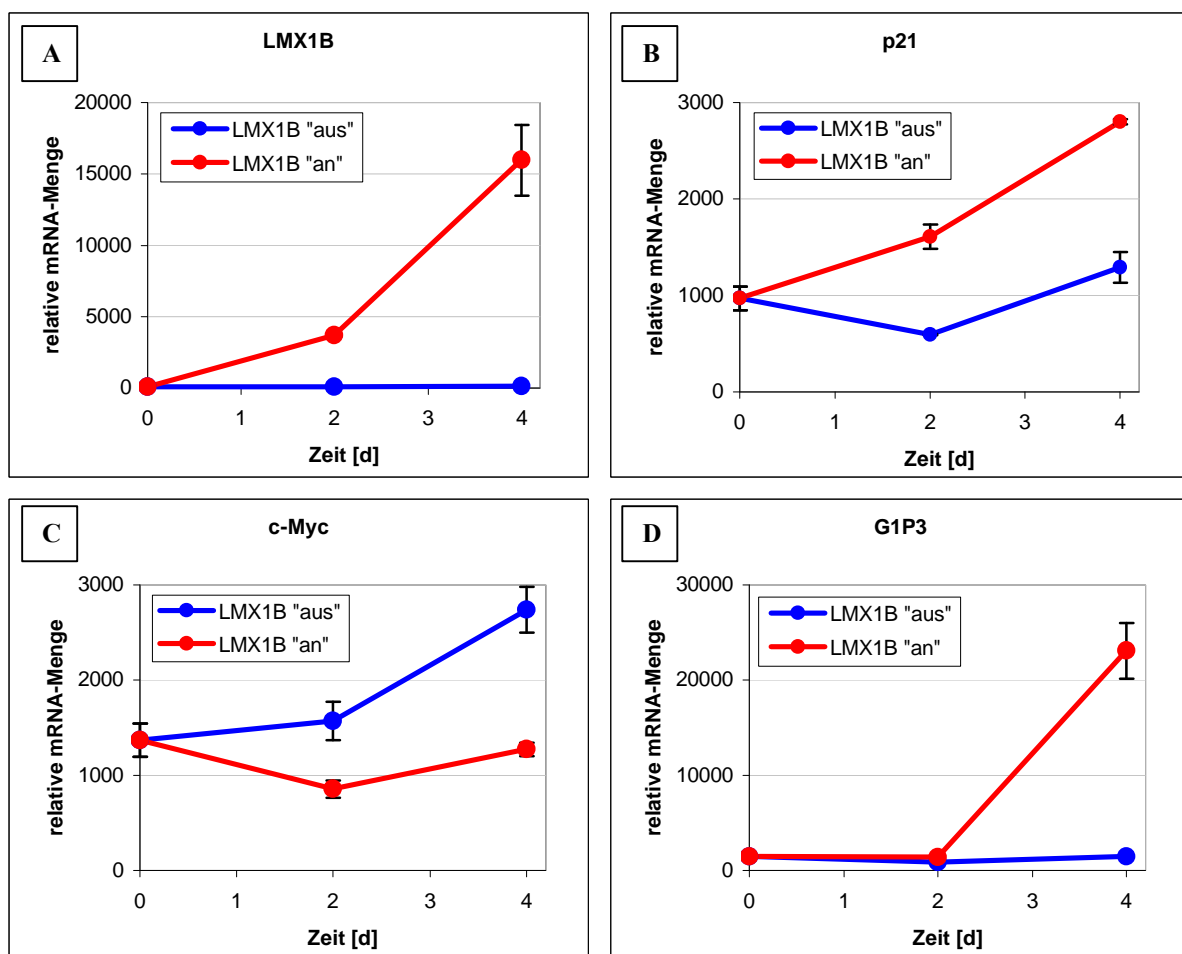 A
LMX1B
relative mRNA-Menge
20000
15000
10000
5000
0
LMX1B "aus"
LMX1B "an"
0 1 2 3 4
Zeit [d]
B
p21
relative mRNA-Menge
3000
2000
1000
0
LMX1B "aus"
LMX1B "an"
0 1 2 3 4
Zeit [d]
C
c-Myc
relative mRNA-Menge
3000
2000
1000
0
LMX1B "aus"
LMX1B "an"
0 1 2 3 4
Zeit [d]
D
G1P3
relative mRNA-Menge
30000
20000
10000
0
LMX1B "aus"
LMX1B "an"
0 1 2 3 4
Zeit [d]